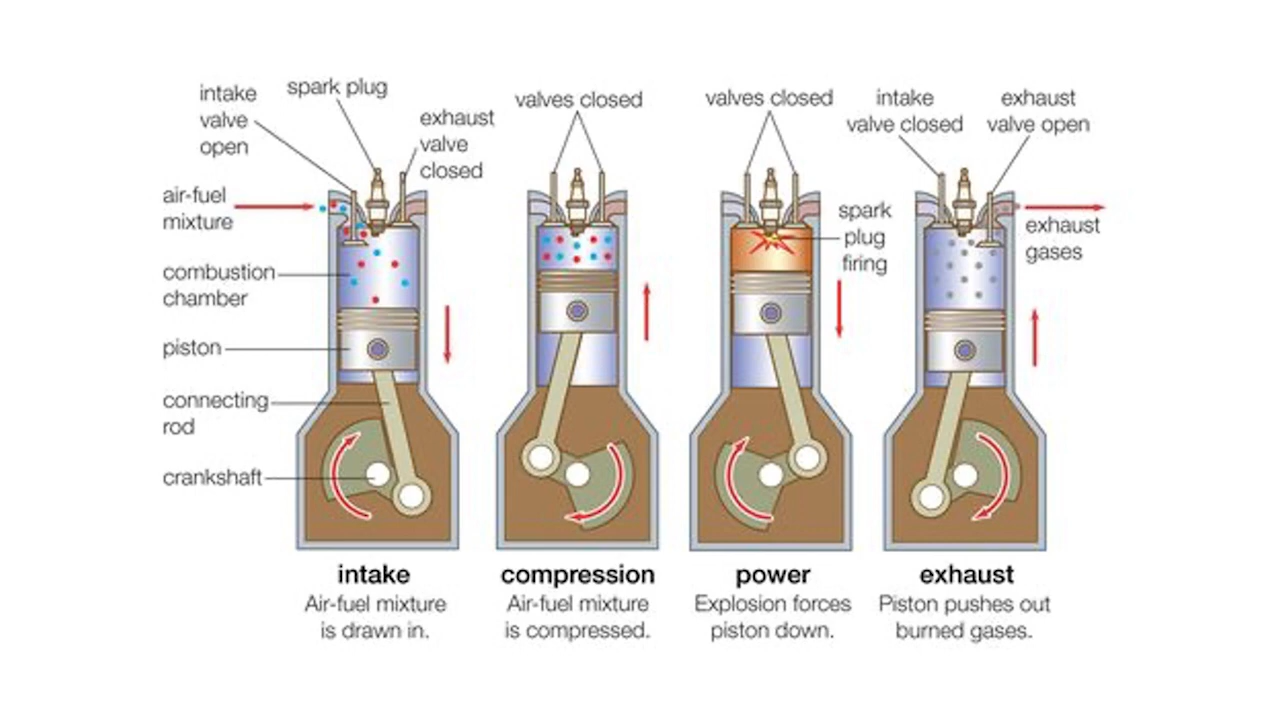 intake
valve
open
spark plug
exhaust
valve
closed
air-fuel
mixture
combustion
chamber
piston
connecting
rod
crankshaft
intake
Air-fuel mixture
is drawn in.
valves closed
compression
Air-fuel mixture
is compressed.
valves closed
spark
plug
firing
power
Explosion forces
piston down.
intake
valve closed
exhaust
valve open
exhaust
gases
exhaust
Piston pushes out
burned gases.